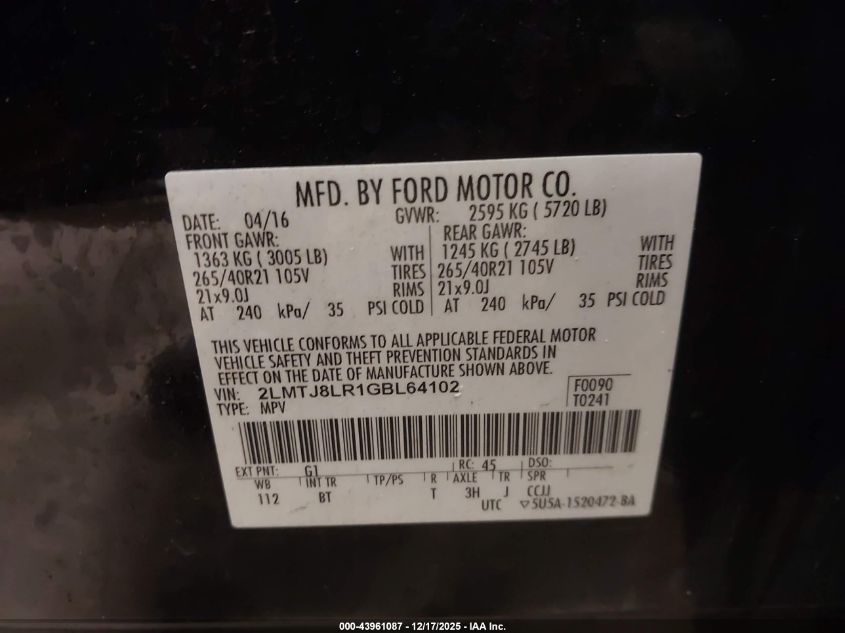 MFD. BY FORD MOTOR CO.
DATE: 04/16 GVWR: 2595 KG ( 5720 LB)
FRONT GAWR: REAR GAWR:
1363 KG ( 3005 LB) WITH 1245 KG ( 2745 LB) WITH
265/40R21 105V TIRES 265/40R21 105V TIRES
21x9.0J RIMS 21x9.0J RIMS
AT 240 kPa/ 35 PSI COLD AT 240 kPa/ 35 PSI COLD
THIS VEHICLE CONFORMS TO ALL APPLICABLE FEDERAL MOTOR
VEHICLE SAFETY AND THEFT PREVENTION STANDARDS IN
EFFECT ON THE DATE OF MANUFACTURE SHOWN ABOVE.
VIN: 2LMTJ8LR1GBL64102 F0090
TYPE: MPV T0241
EXT PNT: G1 RC: 45 DSO:
WB INT TR TP/PS R AXLE TR SPR
112 BT T 3H J CCJJ
UTC ▽5U5A-1520472-BA
000-43961087 - 12/17/2025 - IAA Inc.